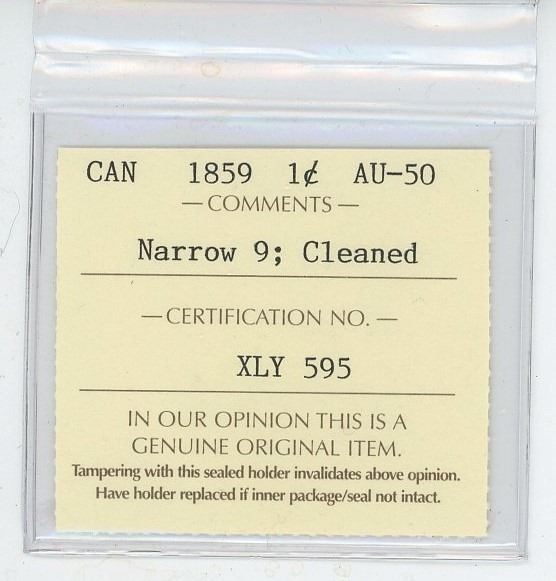 CAN 1859 1¢ AU-50
— COMMENTS —
Narrow 9; Cleaned
— CERTIFICATION NO. —
XLY 595
IN OUR OPINION THIS IS A
GENUINE ORIGINAL ITEM.
Tampering with this sealed holder invalidates above opinion.
Have holder replaced if inner package/seal not intact.